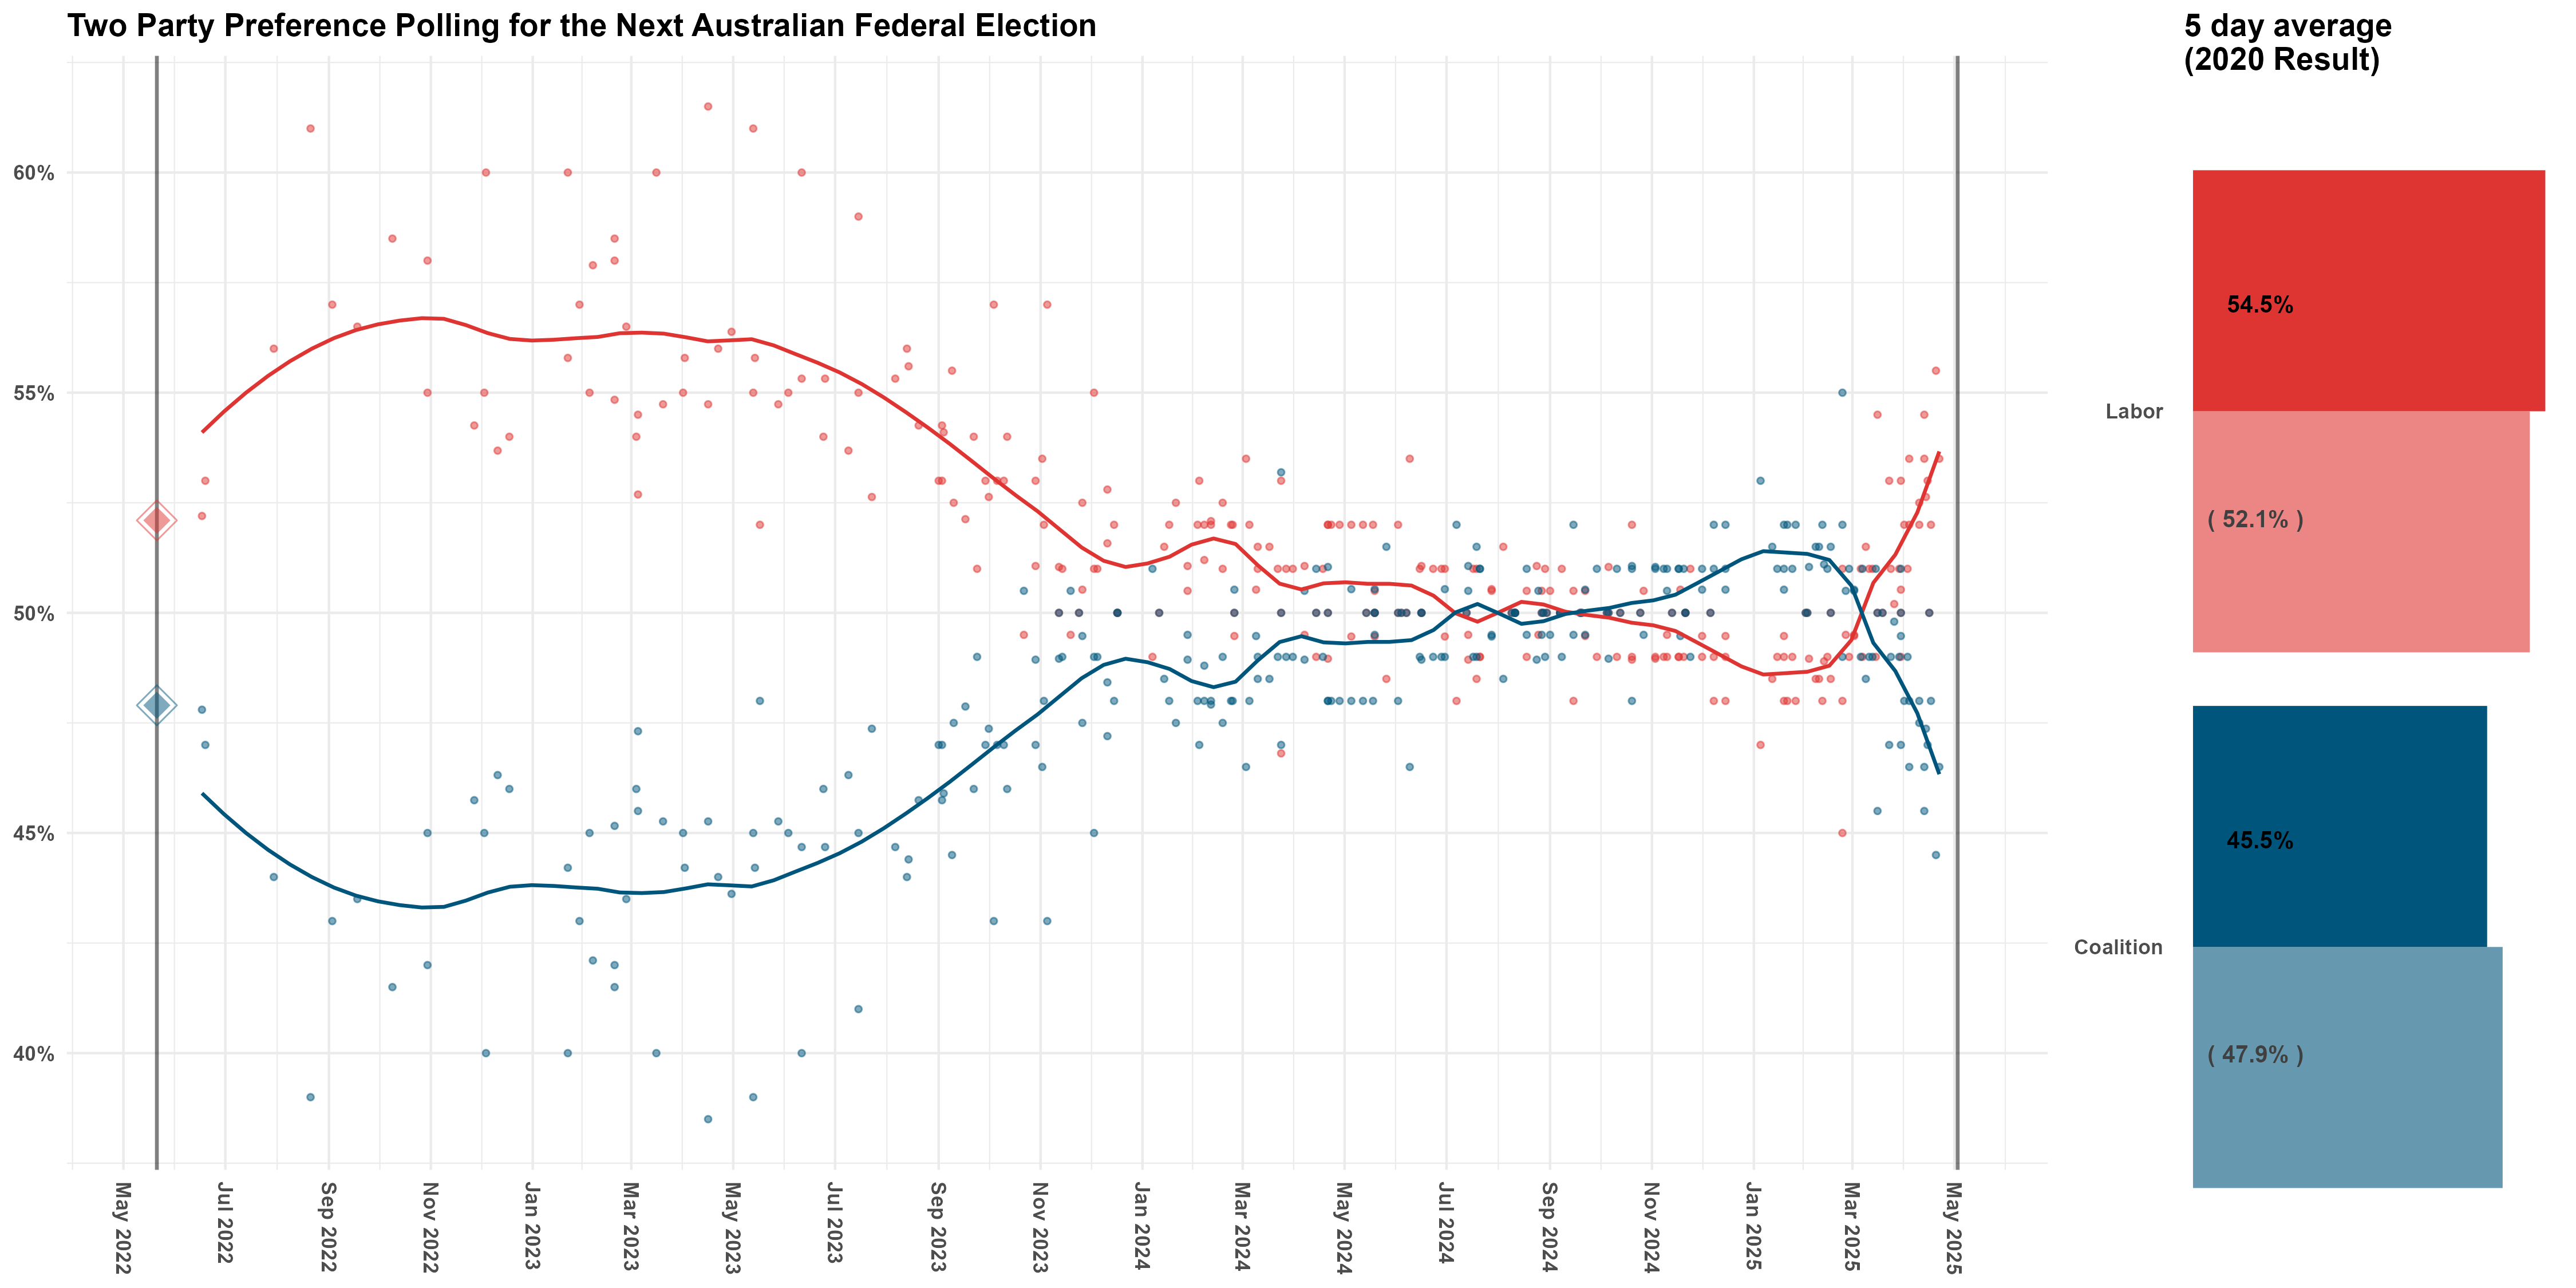 Two Party Preference Polling for the Next Australian Federal Election
5 day average
(2020 Result)
60%
55%
50%
45%
40%
May 2022
Jul 2022
Sep 2022
Nov 2022
Jan 2023
Mar 2023
May 2023
Jul 2023
Sep 2023
Nov 2023
Jan 2024
Mar 2024
May 2024
Jul 2024
Sep 2024
Nov 2024
Jan 2025
Mar 2025
May 2025
Labor
54.5%
( 52.1% )
Coalition
45.5%
( 47.9% )